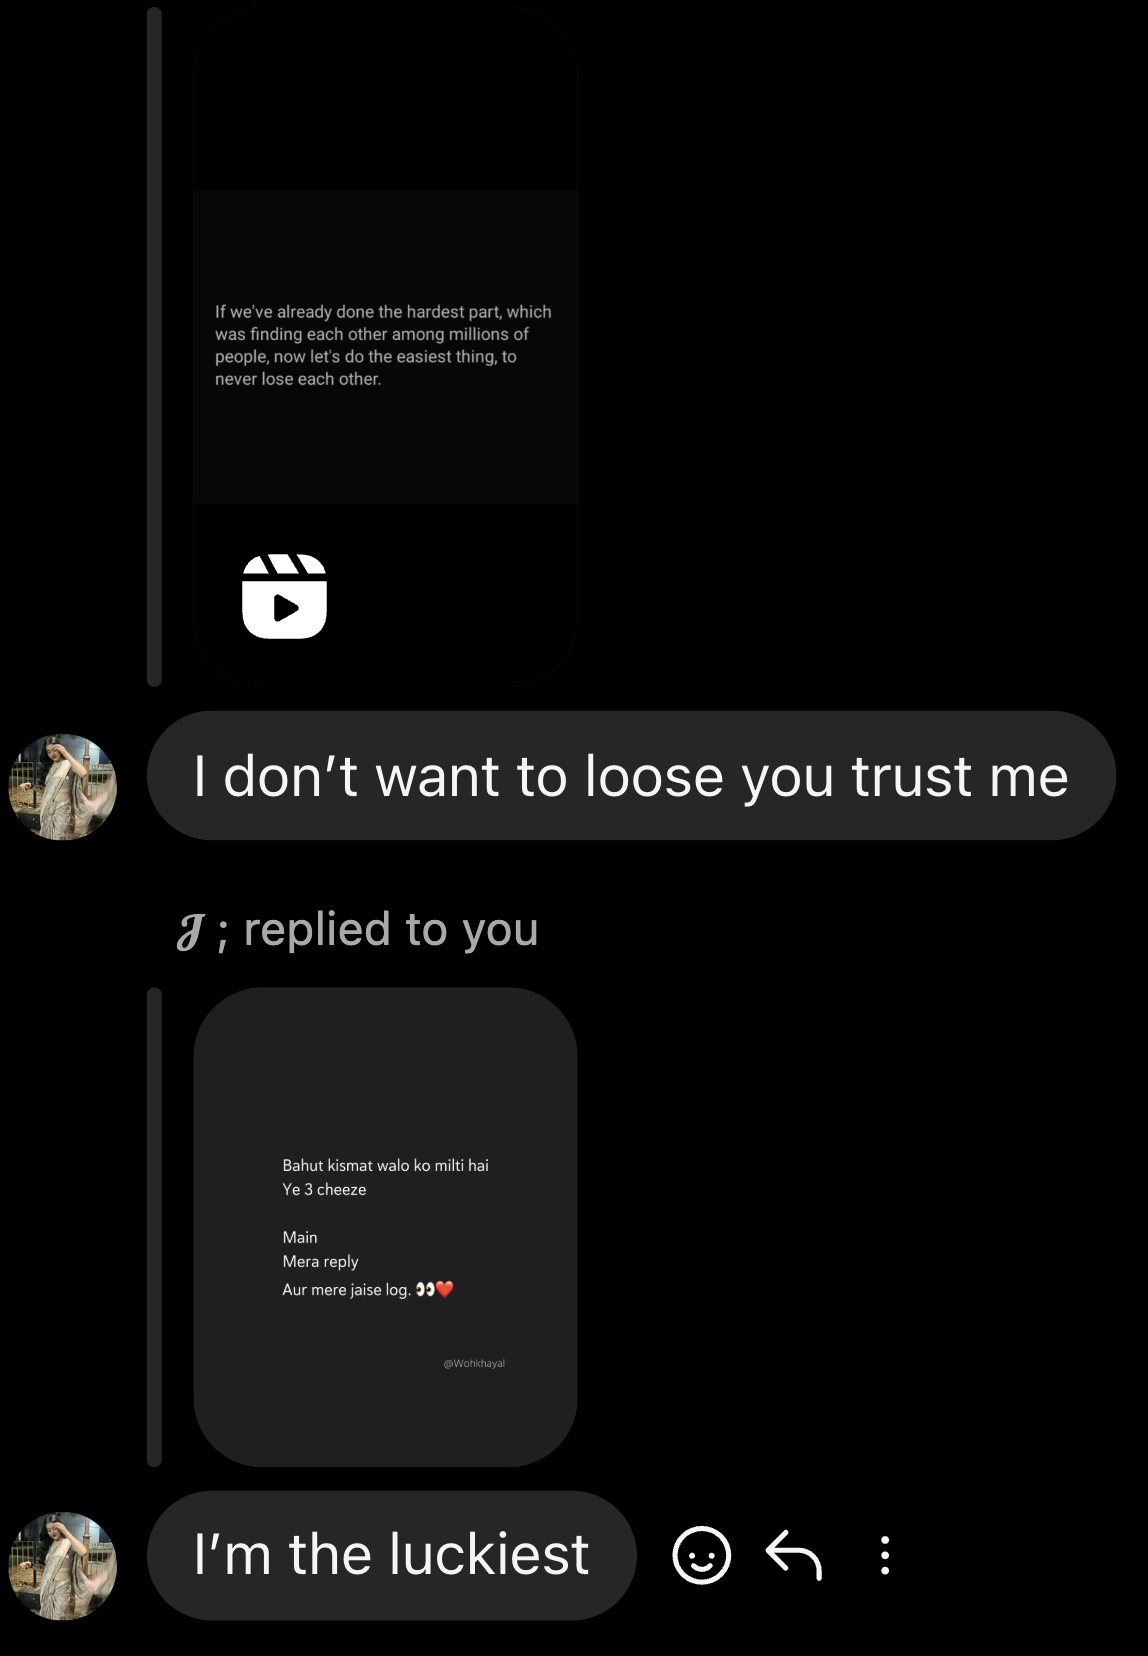 If we've already done the hardest part, which
was finding each other among millions of
people, now let's do the easiest thing, to
never lose each other.
I don’t want to loose you trust me
𝒥 ; replied to you
Bahut kismat walo ko milti hai
Ye 3 cheeze
Main
Mera reply
Aur mere jaise log. 👀❤️
@Wohkhayal
I’m the luckiest